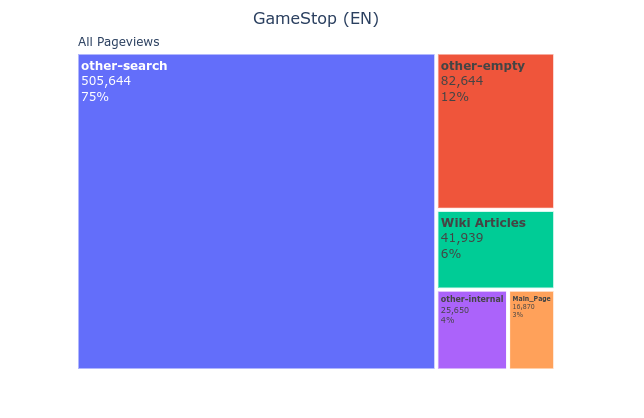 GameStop (EN)
All Pageviews
other-search
505,644
75%
other-empty
82,644
12%
Wiki Articles
41,939
6%
other-internal
25,650
4%
Main_Page
16,870
3%